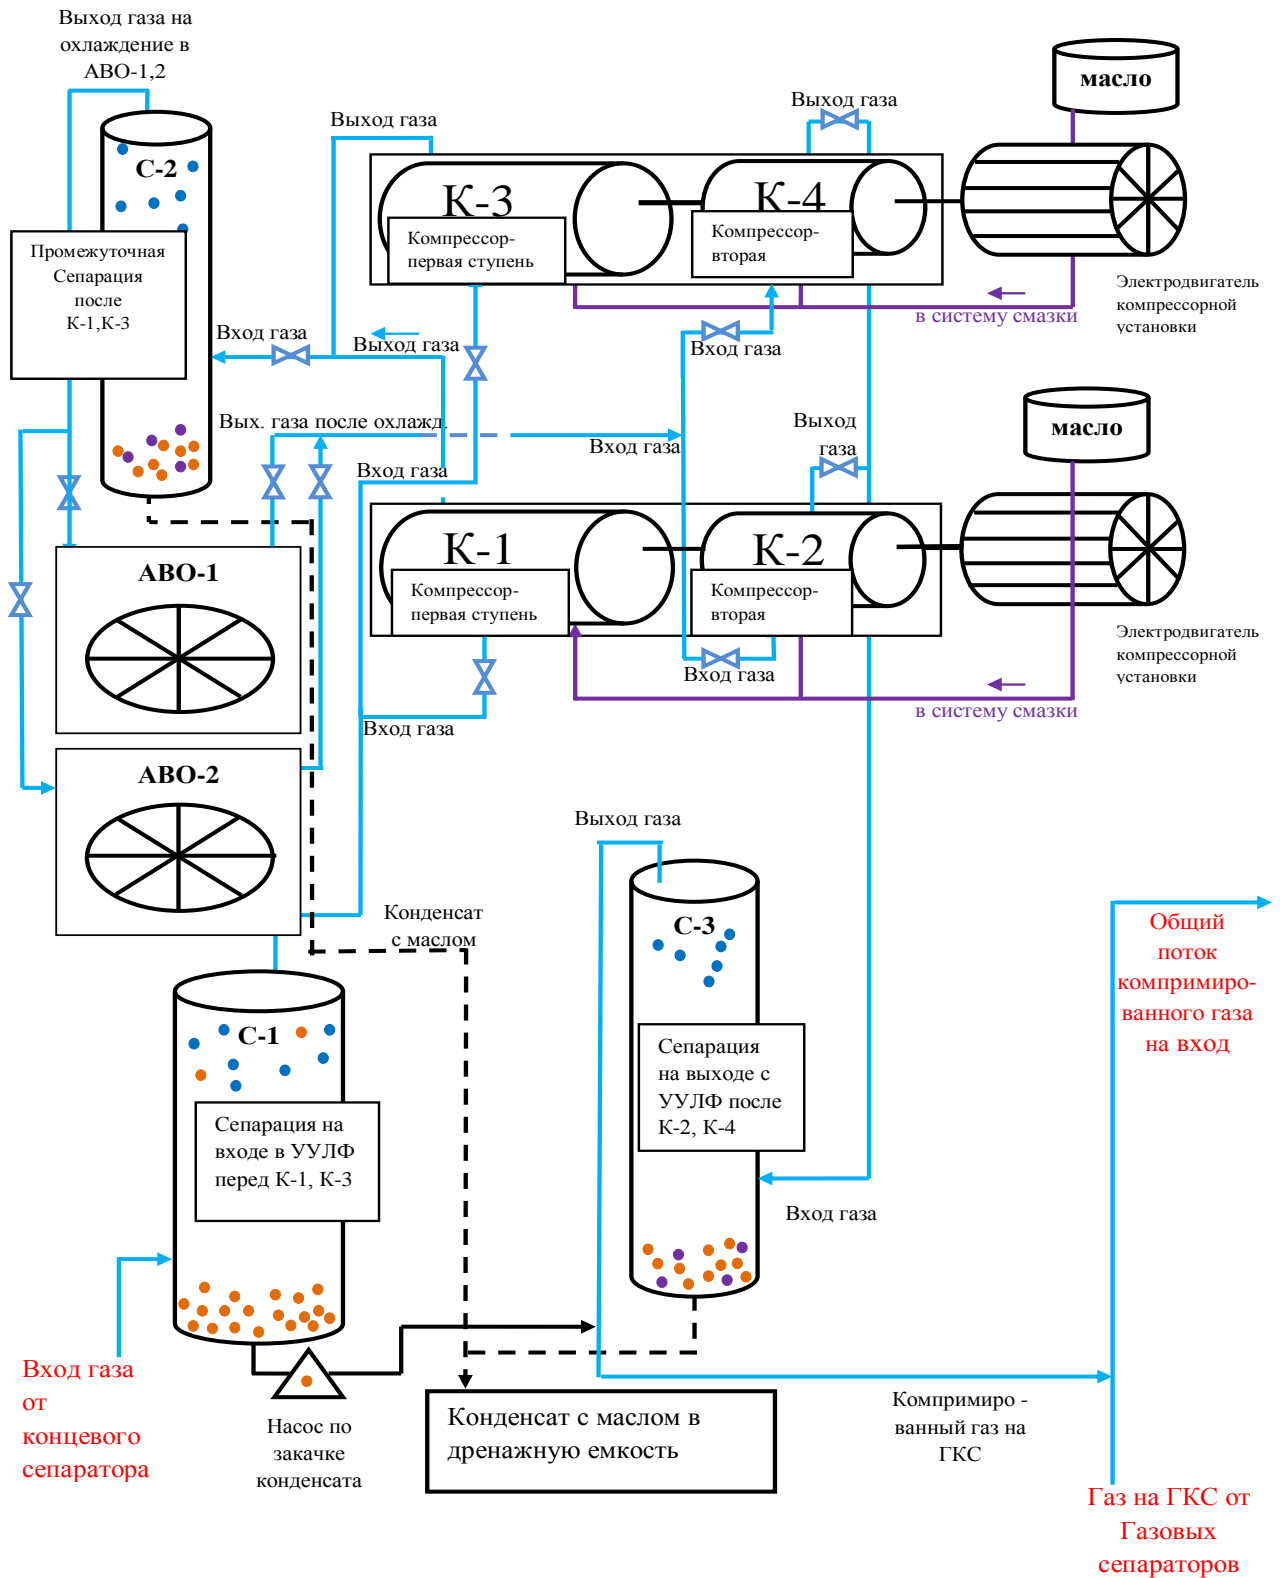 Выход газа на
охлаждение в
АВО-1,2
С-2
Промежуточная
Сепарация
после
К-1,К-3
Выход газа
К-3
Компрессор-
первая ступень
К-4
Компрессор-
вторая
Выход газа
масло
Электродвигатель
компрессорной
установки
в систему смазки
Вход газа
Выход газа
Вход газа
Вых. газа после охлажд.
Вход газа
Вход газа
Выход
газа
масло
К-1
Компрессор-
первая ступень
К-2
Компрессор-
вторая
Электродвигатель
компрессорной
установки
в систему смазки
Вход газа
Вход газа
АВО-1
АВО-2
Выход газа
Конденсат
с маслом
С-3
Сепарация
на выходе с
УУЛФ после
К-2, К-4
Вход газа
Общий
поток
компримиро-
ванного газа
на вход
С-1
Сепарация на
входе в УУЛФ
перед К-1, К-3
Вход газа
от
концевого
сепаратора
Насос по
закачке
конденсата
Конденсат с маслом в
дренажную емкость
Компримиро -
ванный газ на
ГКС
Газ на ГКС от
Газовых
сепараторов